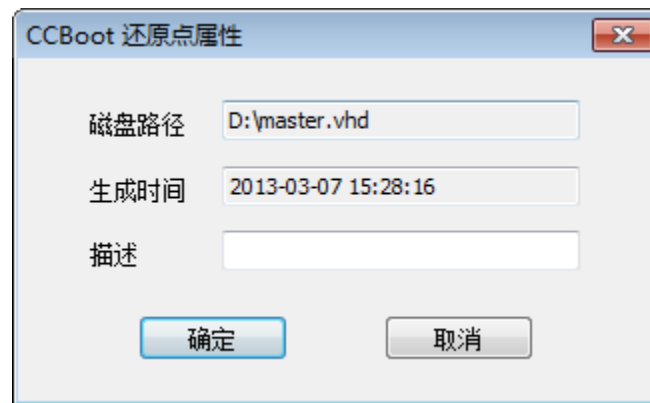 CCBoot 还原点属性
磁盘路径 D:\master.vhd
生成时间 2013-03-07 15:28:16
描述
确定 取消